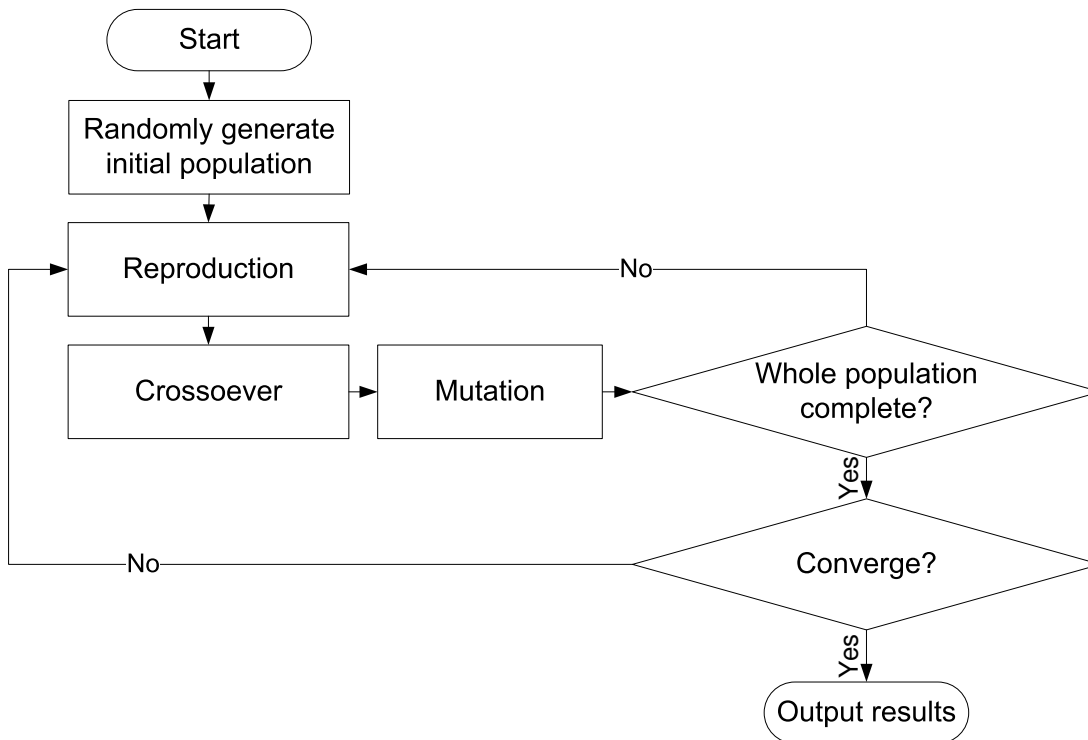 Start
Randomly generate
initial population
Reproduction
No
Crossoever
Mutation
Whole population
complete?
Yes
No
Converge?
Yes
Output results